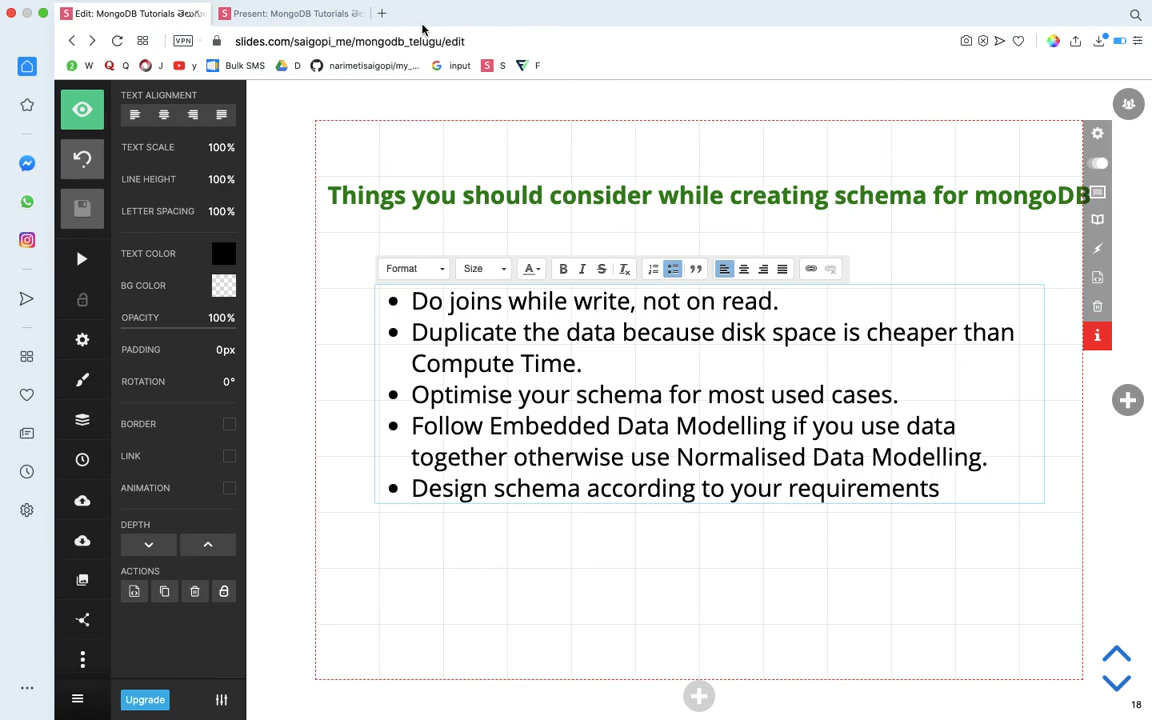 Edit: MongoDB Tutorials
Present: MongoDB Tutorials
VPN
slides.com/saigopi_me/mongodb_telugu/edit
W
Q
J
y
Bulk SMS
D
narimetisaigopi/my_...
input
S
F
TEXT ALIGNMENT
TEXT SCALE 100%
LINE HEIGHT 100%
LETTER SPACING 100%
TEXT COLOR
BG COLOR
OPACITY 100%
PADDING 0px
ROTATION 0°
BORDER
LINK
ANIMATION
DEPTH
ACTIONS
Upgrade
Things you should consider while creating schema for mongoDB
Format
Size
• Do joins while write, not on read.
• Duplicate the data because disk space is cheaper than
Compute Time.
• Optimise your schema for most used cases.
• Follow Embedded Data Modelling if you use data
together otherwise use Normalised Data Modelling.
• Design schema according to your requirements
18